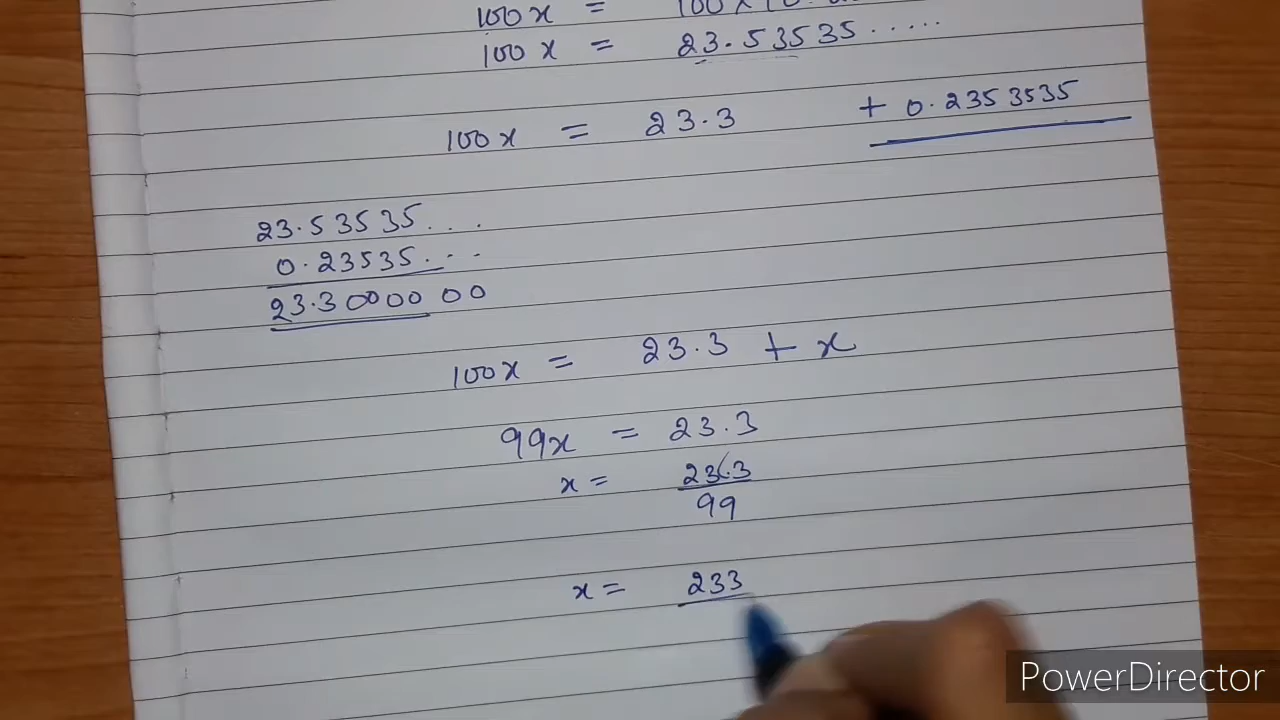 100x =
100x = 23.53535.....
100x = 23.3 + 0.2353535
23.53535...
0.23535...
23.3000000
100x = 23.3 + x
99x = 23.3
x = 23.3
99
x = 233
PowerDirector